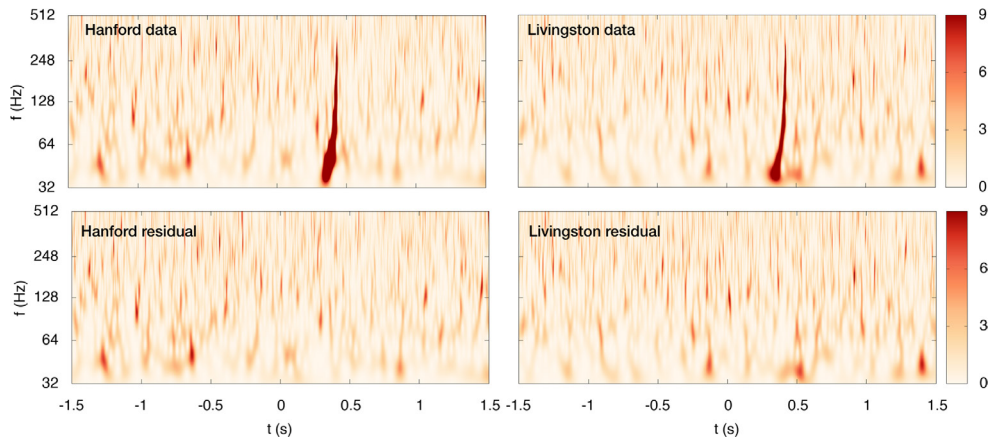 Hanford data
Livingston data
512
248
128
64
32
f (Hz)
9
6
3
0
Hanford residual
Livingston residual
512
248
128
64
32
f (Hz)
9
6
3
0
-1.5 -1 -0.5 0 0.5 1 1.5
-1.5 -1 -0.5 0 0.5 1 1.5
t (s)
t (s)